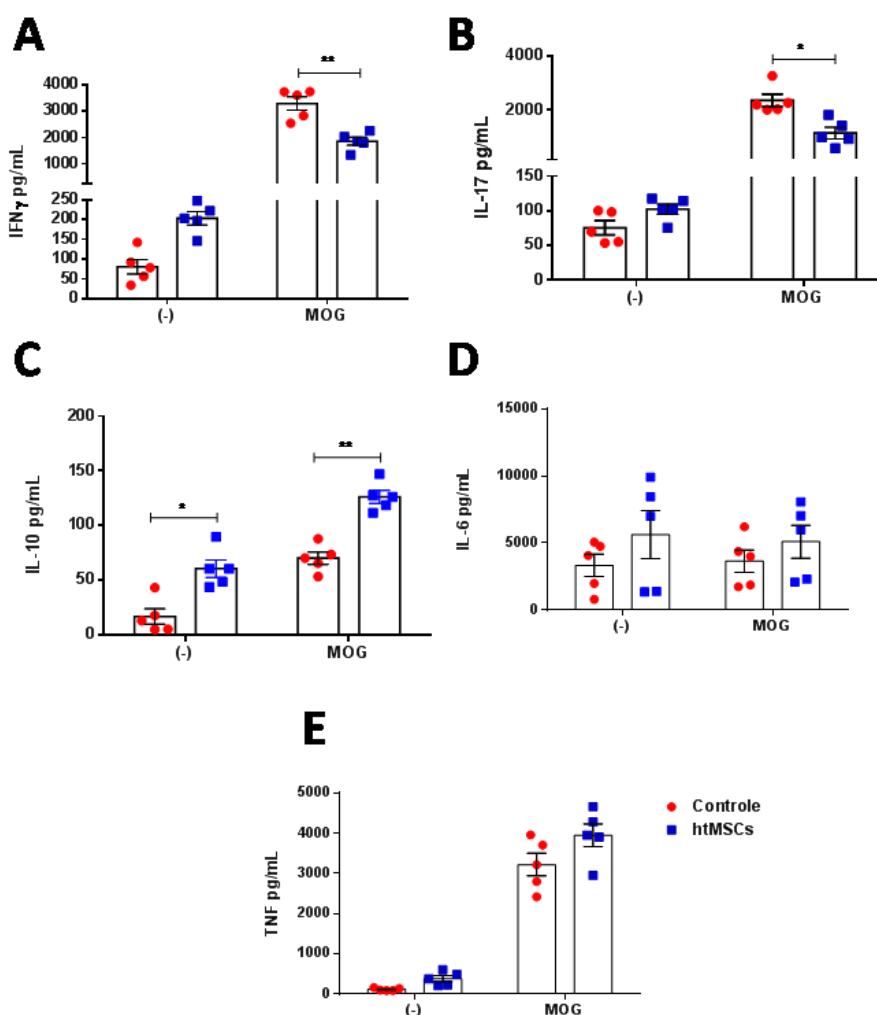 A
IFNγ pg/mL
4000
3000
2000
1000
250
200
150
100
50
0
**
(-)
MOG
B
IL-17 pg/mL
4000
2000
150
100
50
0
*
(-)
MOG
C
IL-10 pg/mL
200
150
100
50
0
*
**
(-)
MOG
D
IL-6 pg/mL
15000
10000
5000
0
(-)
MOG
E
TNF pg/mL
5000
4000
3000
2000
1000
0
(-)
MOG
Controle
htMSCs